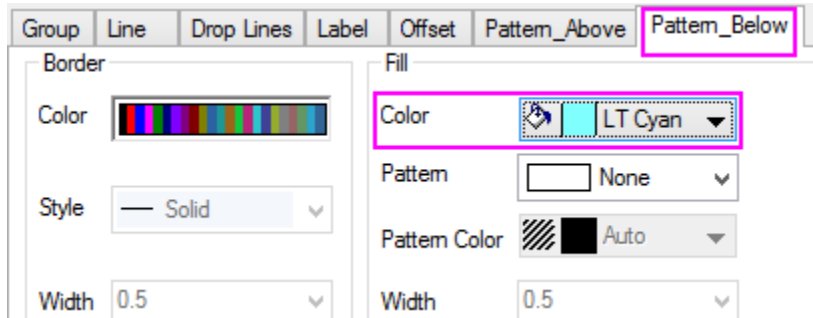 Group Line Drop Lines Label Offset Pattern_Above Pattern_Below
Border Fill
Color Color LT Cyan
Pattern None
Style Solid
Pattern Color Auto
Width 0.5 Width 0.5